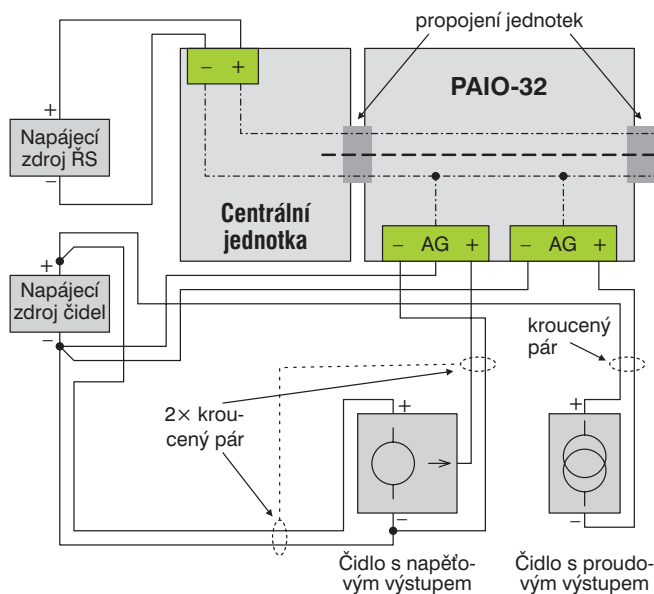 propojení jednotek
− +
PAIO-32
+
Napájecí
zdroj ŘS
−
Centrální
jednotka
− AG +
− AG +
+
Napájecí
zdroj čidel
−
kroucený
pár
2× krou-
cený pár
+
−
+
−
Čidlo s napěťo-
vým výstupem
Čidlo s proudo-
vým výstupem